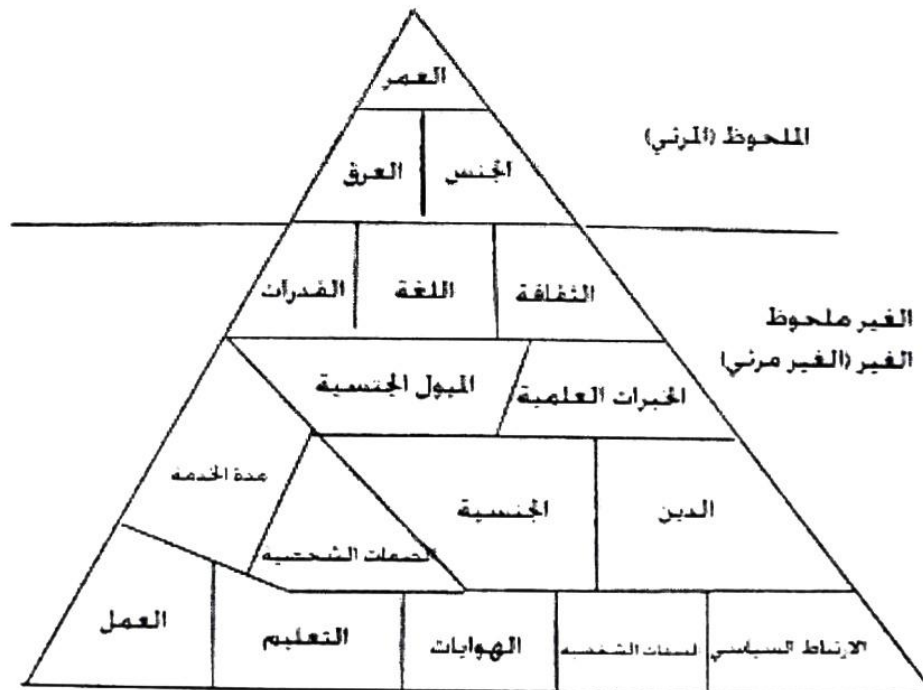 العمر
الملحوظ (المرئي)
الجنس
العرق
الثقافة
اللغة
القدرات
الغير ملحوظ
الغير (الغير مرئي)
الخبرات العلمية
الميول الجنسية
الدين
الجنسية
مدة الخدمة
الصفات الشخصية
الارتباط السياسي
السمات الشخصية
الهوايات
التعليم
العمل